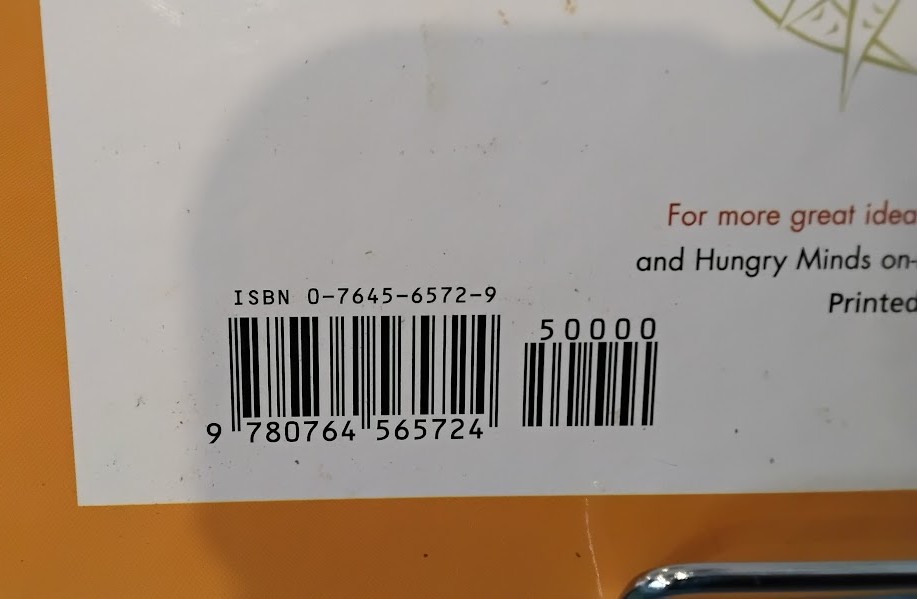 For more great idea
and Hungry Minds on-
Printed
ISBN 0-7645-6572-9
50000
9 780764 565724